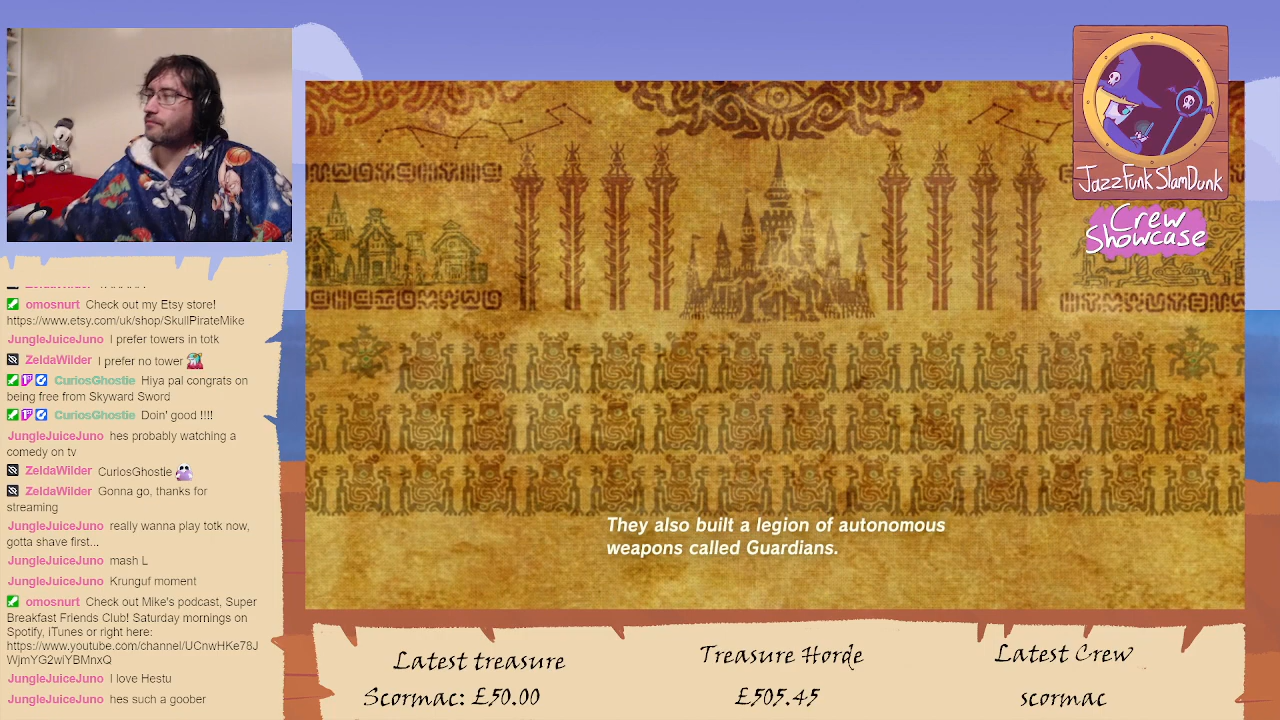 JazzFunkSlamDunk
Crew
Showcase
omosnurt Check out my Etsy store!
https://www.etsy.com/uk/shop/SkullPirateMike
JungleJuiceJuno I prefer towers in totk
ZeldaWilder I prefer no tower
CuriosGhostie Hiya pal congrats on
being free from Skyward Sword
CuriosGhostie Doin' good !!!!
JungleJuiceJuno hes probably watching a
comedy on tv
ZeldaWilder CuriosGhostie
ZeldaWilder Gonna go, thanks for
streaming
JungleJuiceJuno really wanna play totk now,
gotta shave first...
JungleJuiceJuno mash L
JungleJuiceJuno Krunguf moment
omosnurt Check out Mike's podcast, Super
Breakfast Friends Club! Saturday mornings on
Spotify, iTunes or right here:
https://www.youtube.com/channel/UCnwHKe78J
WjmYG2wlYBMnxQ
JungleJuiceJuno I love Hestu
JungleJuiceJuno hes such a goober
They also built a legion of autonomous
weapons called Guardians.
Latest treasure
Scormac: £50.00
Treasure Horde
£505.45
Latest Crew
scormac